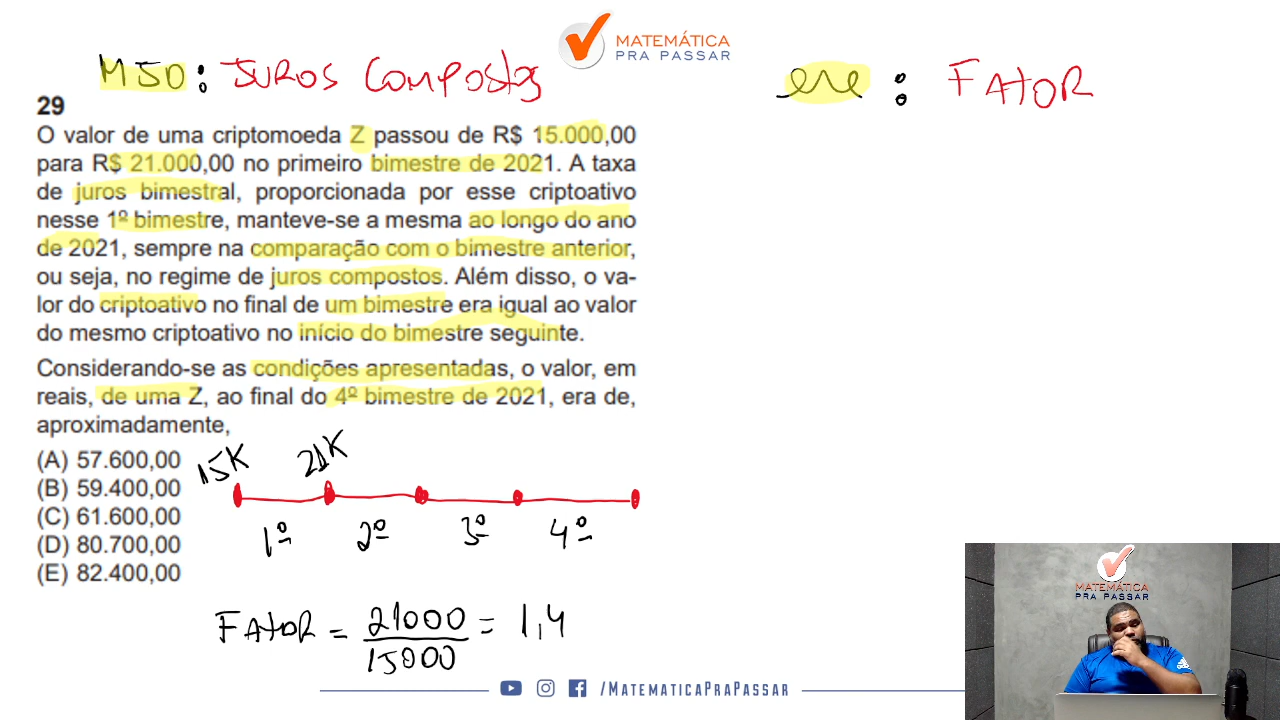 MATEMÁTICA
PRA PASSAR
MJD: JUROS COMPOSTOS
: FATOR
29
O valor de uma criptomoeda Z passou de R$ 15.000,00
para R$ 21.000,00 no primeiro bimestre de 2021. A taxa
de juros bimestral, proporcionada por esse criptoativo
nesse 1º bimestre, manteve-se a mesma ao longo do ano
de 2021, sempre na comparação com o bimestre anterior,
ou seja, no regime de juros compostos. Além disso, o va-
lor do criptoativo no final de um bimestre era igual ao valor
do mesmo criptoativo no início do bimestre seguinte.
Considerando-se as condições apresentadas, o valor, em
reais, de uma Z, ao final do 4º bimestre de 2021, era de,
aproximadamente,
(A) 57.600,00
(B) 59.400,00
(C) 61.600,00
(D) 80.700,00
(E) 82.400,00
15K 21K
1º 2º 3º 4º
FATOR = 21000 = 1,4
15000
/MATEMATICAPRAPASSAR
MATEMÁTICA
PRA PASSAR